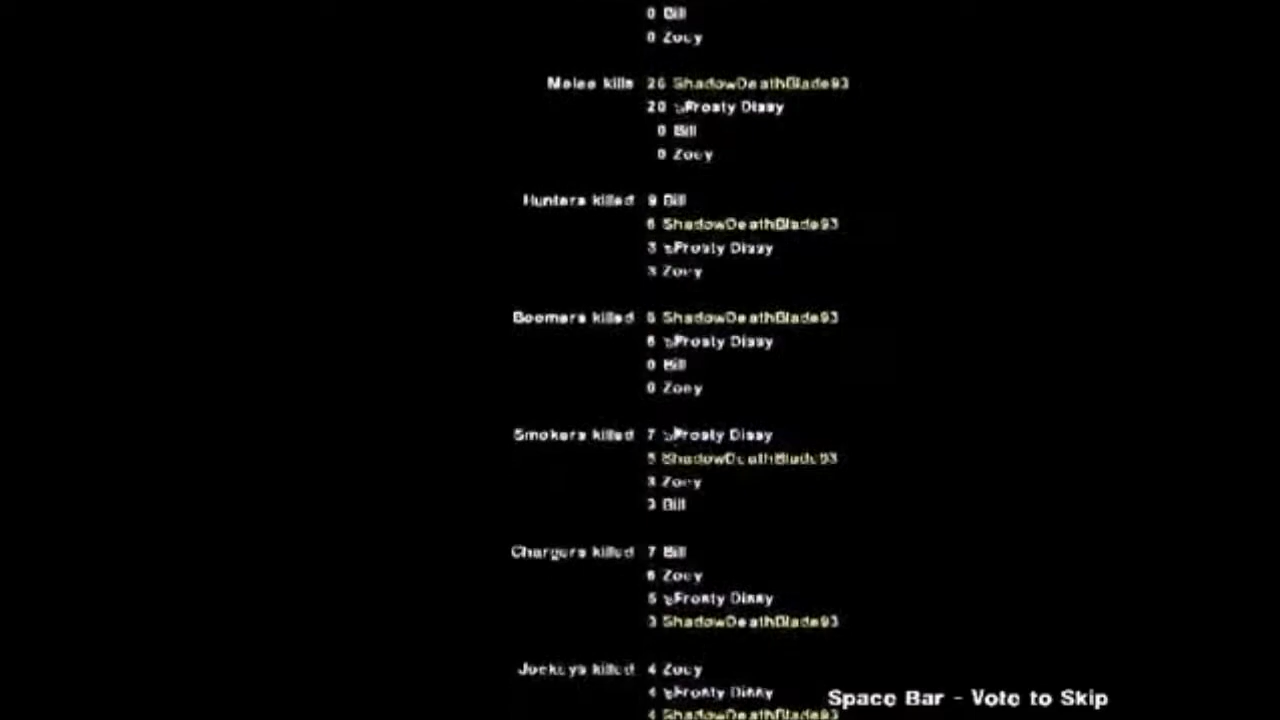 0 Bill
0 Zoey
Melee kills 26 ShadowDeathBlade93
20 Frosty Dissy
0 Bill
0 Zoey
Hunters killed 9 Bill
6 ShadowDeathBlade93
3 Frosty Dissy
3 Zoey
Boomers killed ShadowDeathBlade93
6 Frosty Dissy
0 Bill
0 Zoey
Smokers killed 7 Frosty Dissy
5 ShadowDeathBlade93
3 Zoey
3 Bill
Chargers killed 7 Bill
6 Zoey
5 Frosty Dissy
3 ShadowDeathBlade93
Jockeys killed 4 Zoey
4 Frosty Dissy
4 ShadowDeathBlade93
Space Bar - Vote to Skip